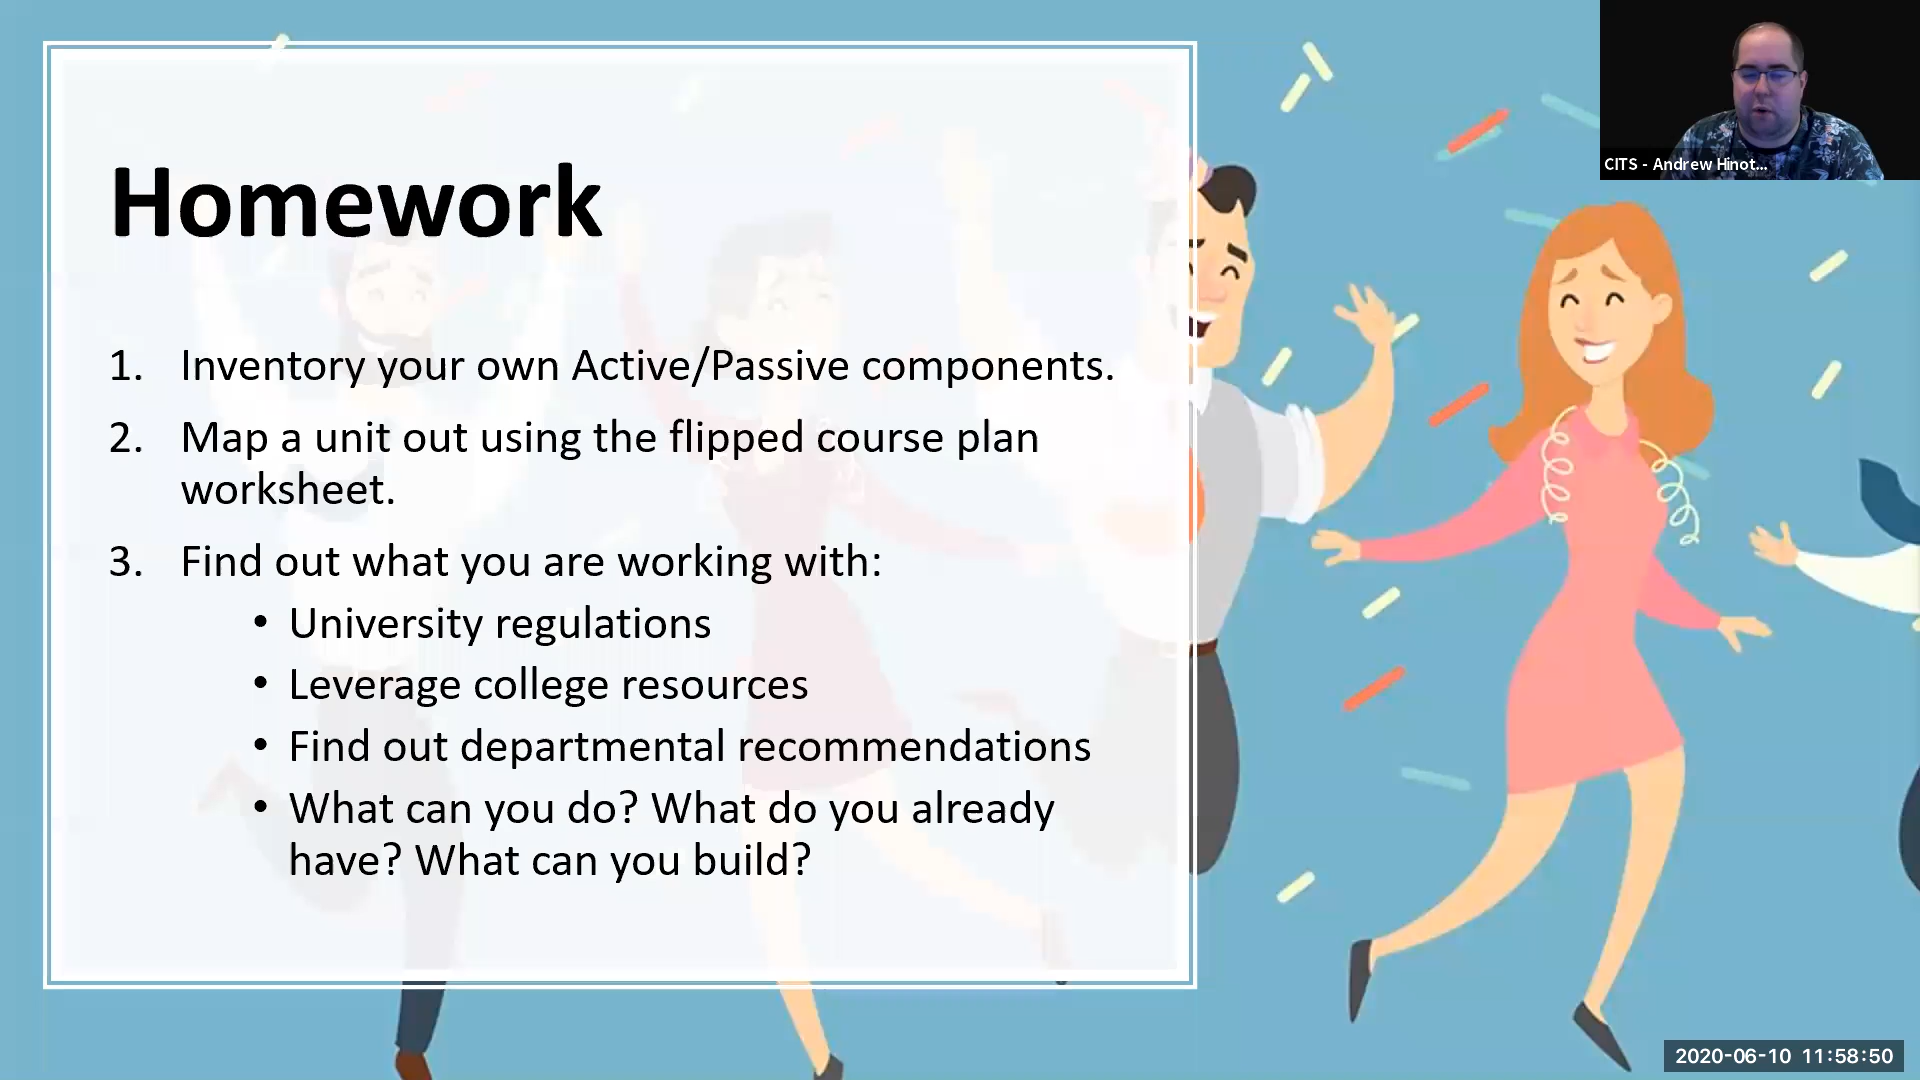 Homework
1. Inventory your own Active/Passive components.
2. Map a unit out using the flipped course plan
worksheet.
3. Find out what you are working with:
• University regulations
• Leverage college resources
• Find out departmental recommendations
• What can you do? What do you already
have? What can you build?
CITS - Andrew Hinot...
2020-06-10 11:58:50